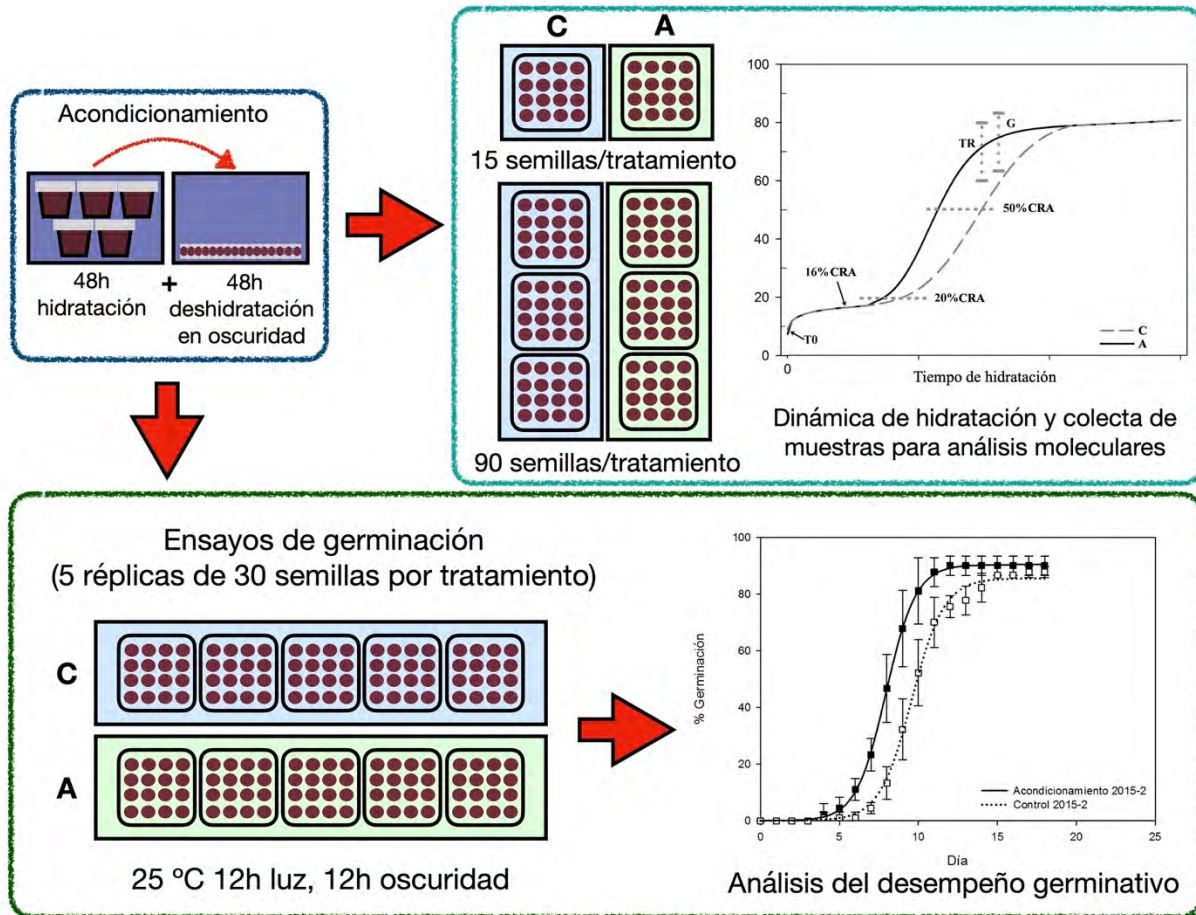 Acondicionamiento
48h
hidratación
+
48h
deshidratación
en oscuridad
C
A
15 semillas/tratamiento
90 semillas/tratamiento
100
80
60
40
20
0
TR
G
50%CRA
16%CRA
20%CRA
T0
C
A
0
Tiempo de hidratación
Dinámica de hidratación y colecta de
muestras para análisis moleculares
Ensayos de germinación
(5 réplicas de 30 semillas por tratamiento)
C
A
25 ºC 12h luz, 12h oscuridad
% Germinación
100
80
60
40
20
0
Acondicionamiento 2015-2
Control 2015-2
0 5 10 15 20 25
Día
Análisis del desempeño germinativo